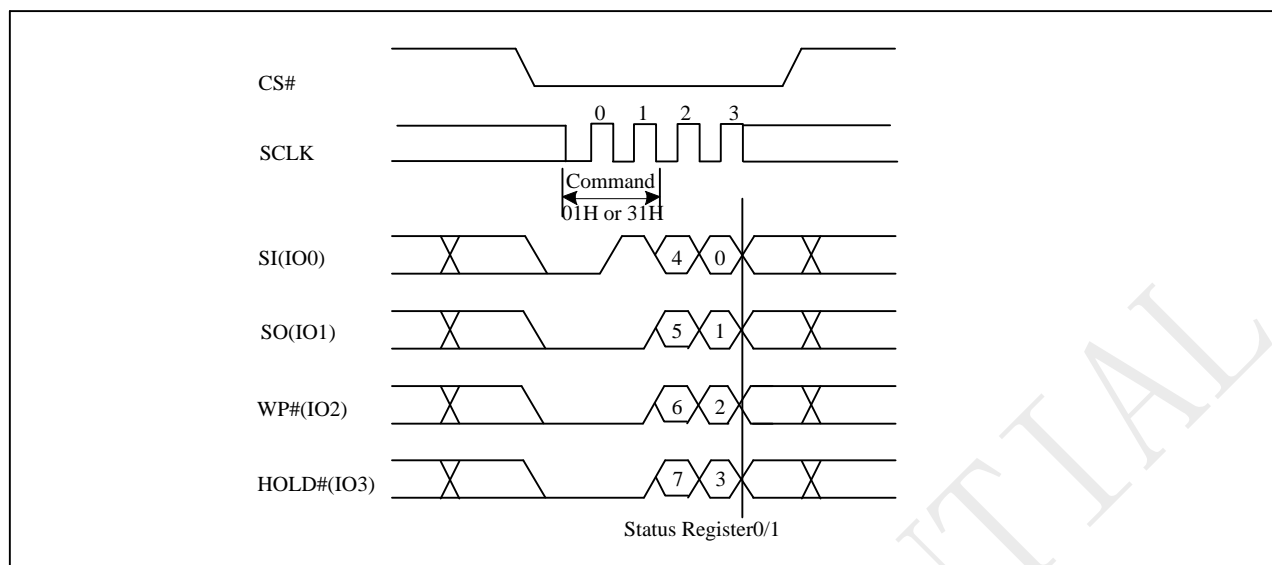 CS#
0 1 2 3
SCLK
Command
01H or 31H
SI(IO0)
4 0
SO(IO1)
5 1
WP#(IO2)
6 2
HOLD#(IO3)
7 3
Status Register0/1
NTIAL